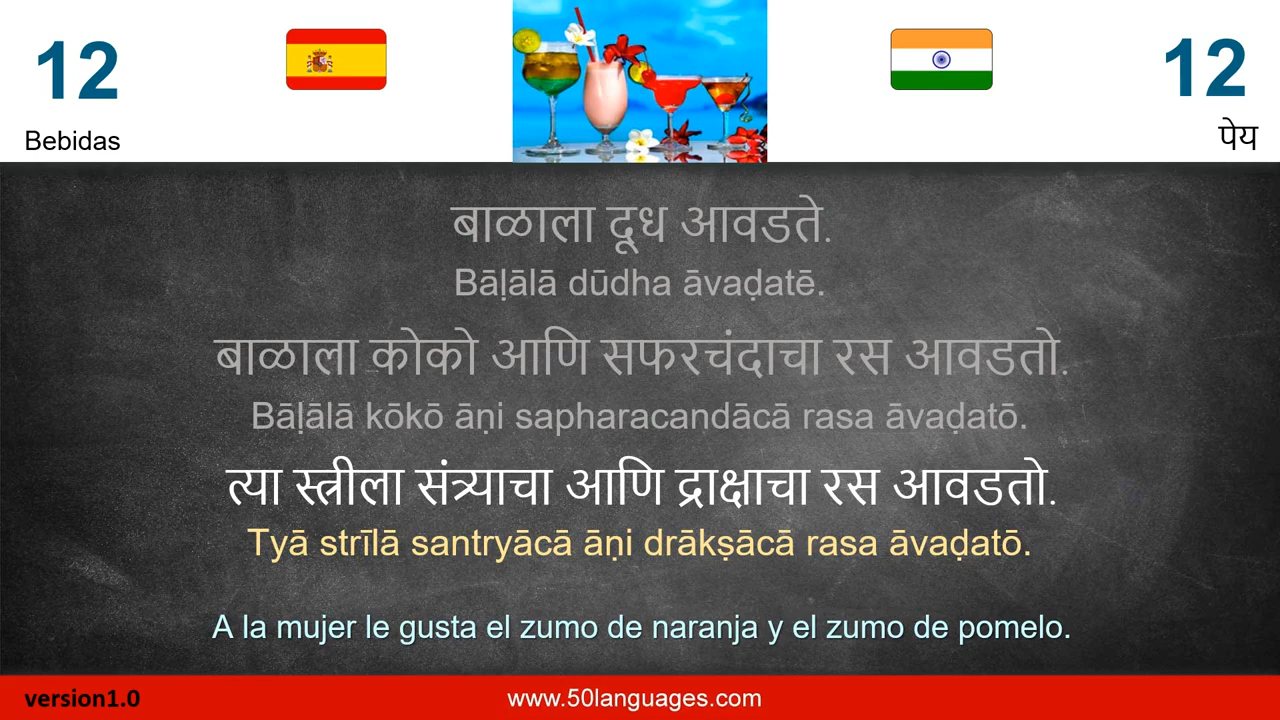 12
12
Bebidas
पेय
बाळाला दूध आवडते.
Bāḷālā dūdha āvaḍatē.
बाळाला कोको आणि सफरचंदाचा रस आवडतो.
Bāḷālā kōkō āṇi sapharacandācā rasa āvaḍatō.
त्या स्त्रीला संत्र्याचा आणि द्राक्षाचा रस आवडतो.
Tyā strīlā santryācā āṇi drākṣācā rasa āvaḍatō.
A la mujer le gusta el zumo de naranja y el zumo de pomelo.
version1.0
www.50languages.com